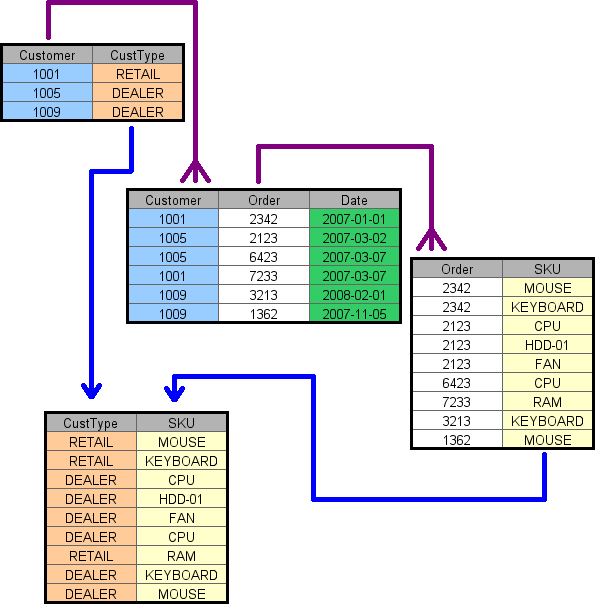 Customer CustType
1001 RETAIL
1005 DEALER
1009 DEALER
Customer Order Date
1001 2342 2007-01-01
1005 2123 2007-03-02
1005 6423 2007-03-07
1001 7233 2007-03-07
1009 3213 2008-02-01
1009 1362 2007-11-05
Order SKU
2342 MOUSE
2342 KEYBOARD
2123 CPU
2123 HDD-01
2123 FAN
6423 CPU
7233 RAM
3213 KEYBOARD
1362 MOUSE
CustType SKU
RETAIL MOUSE
RETAIL KEYBOARD
DEALER CPU
DEALER HDD-01
DEALER FAN
DEALER CPU
RETAIL RAM
DEALER KEYBOARD
DEALER MOUSE